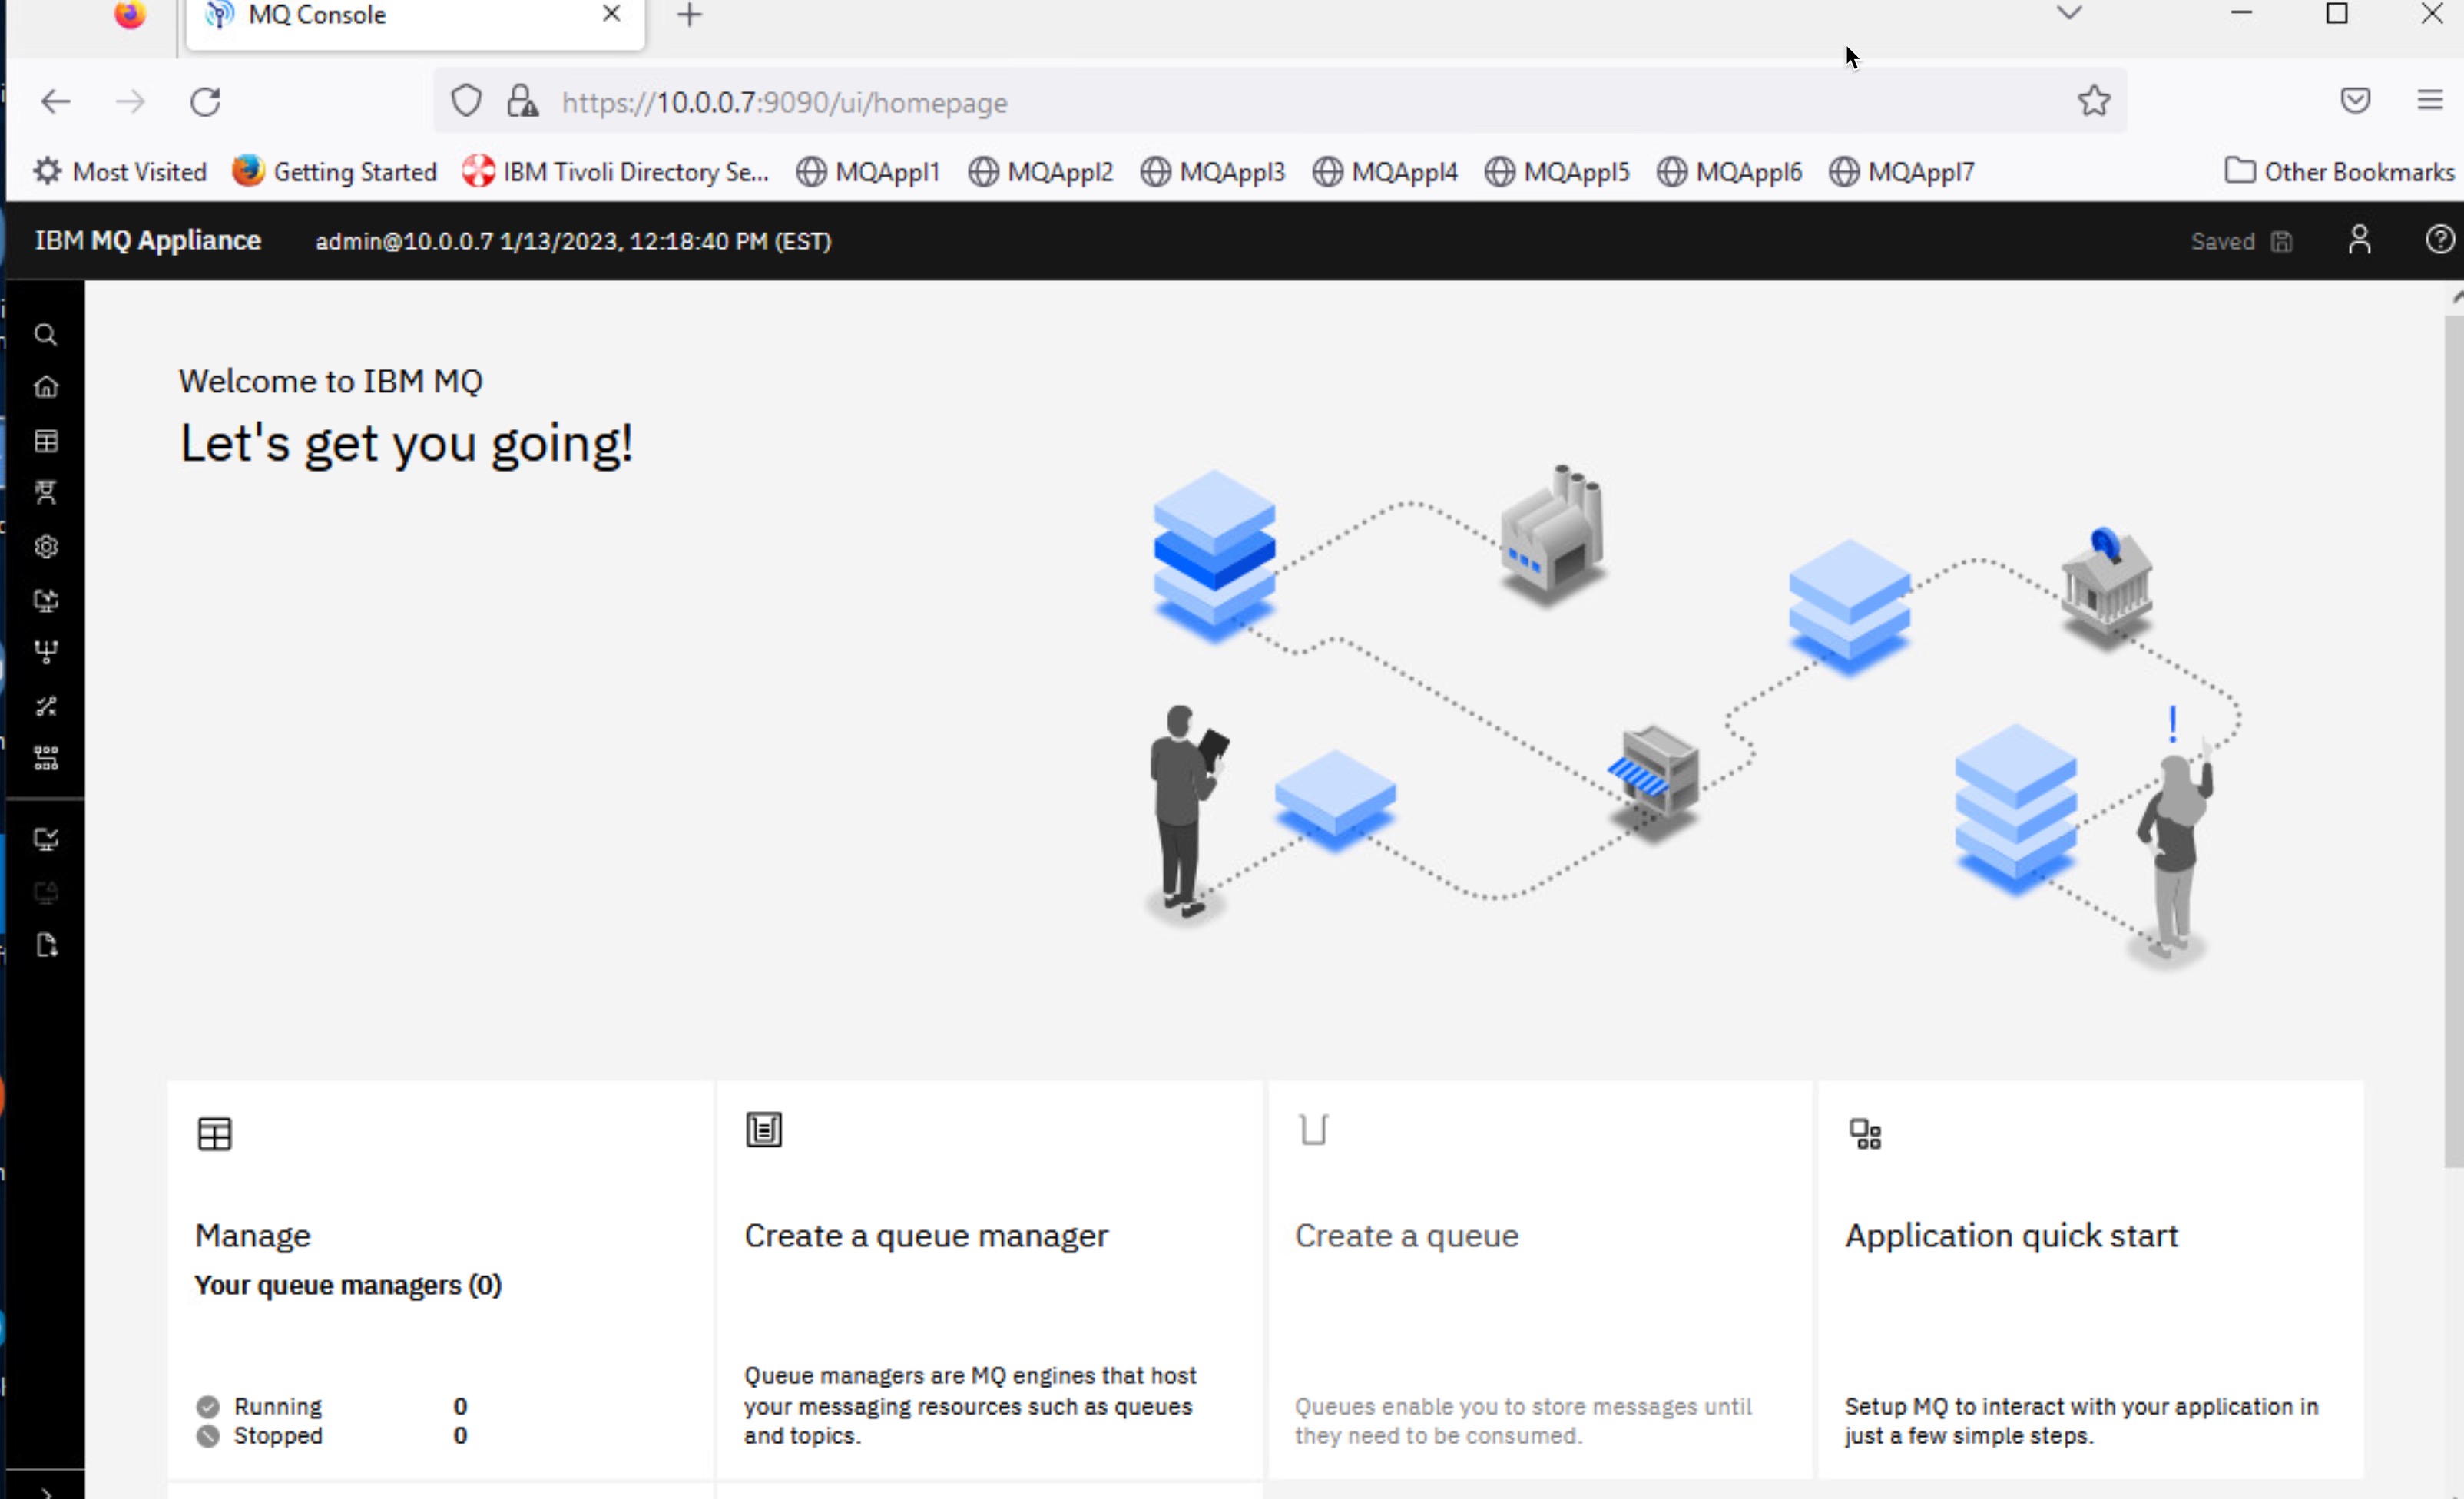 MQ Console
https://10.0.0.7:9090/ui/homepage
Most Visited Getting Started IBM Tivoli Directory Se... MQAppl1 MQAppl2 MQAppl3 MQAppl4 MQAppl5 MQAppl6 MQAppl7 Other Bookmarks
IBM MQ Appliance admin@10.0.0.7 1/13/2023, 12:18:40 PM (EST) Saved
Welcome to IBM MQ
Let's get you going!
!
Manage
Your queue managers (0)
Running 0
Stopped 0
Create a queue manager
Queue managers are MQ engines that host
your messaging resources such as queues
and topics.
Create a queue
Queues enable you to store messages until
they need to be consumed.
Application quick start
Setup MQ to interact with your application in
just a few simple steps.